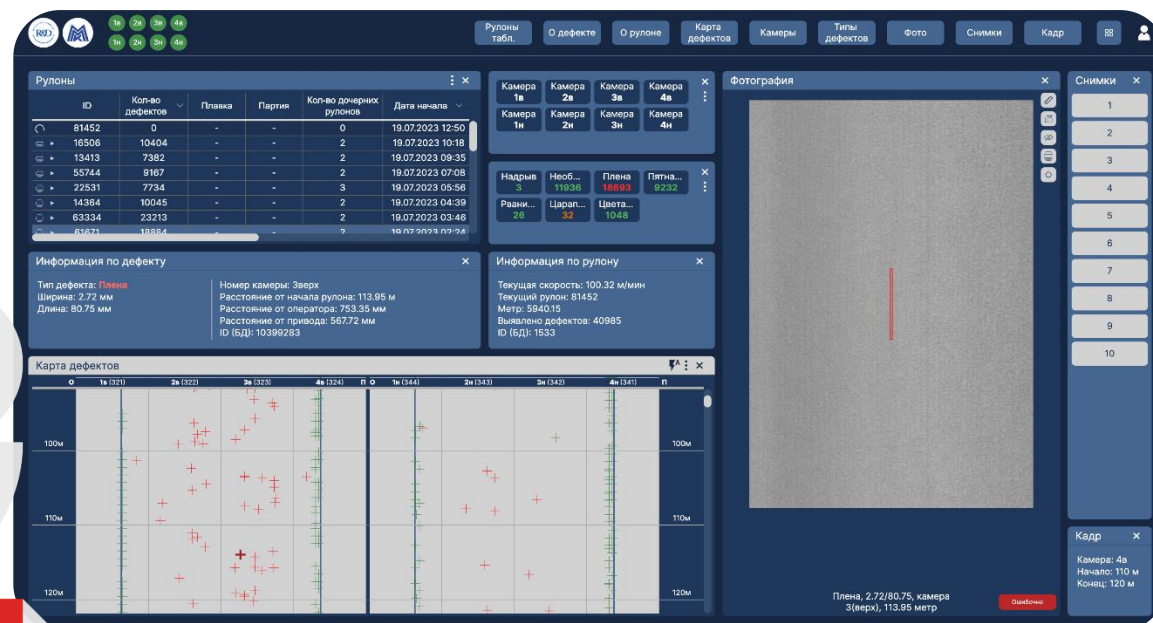 R&D
1в 2в 3в 4в
1н 2н 3н 4н
Рулоны табл.
О дефекте
О рулоне
Карта дефектов
Камеры
Типы дефектов
Фото
Снимки
Кадр
Рулоны
ID Кол-во дефектов Плавка Партия Кол-во дочерних рулонов Дата начала
81452 0 - - 0 19.07.2023 12:50
16506 10404 - - 2 19.07.2023 10:18
13413 7382 - - 2 19.07.2023 09:35
55744 9167 - - 2 19.07.2023 07:08
22531 7734 - - 3 19.07.2023 05:56
14364 10045 - - 2 19.07.2023 04:39
63334 23213 - - 2 19.07.2023 03:46
61671 18884 - - 2 19.07.2023 02:24
Камера 1в Камера 2в Камера 3в Камера 4в
Камера 1н Камера 2н Камера 3н Камера 4н
Надрыв 3 Необ... 11936 Плена 18693 Пятна... 9232
Рвани... 26 Царап... 32 Цвета... 1048
Информация по дефекту
Тип дефекта: Плена
Ширина: 2.72 мм
Длина: 80.75 мм
Номер камеры: 3верх
Расстояние от начала рулона: 113.95 м
Расстояние от оператора: 753.35 мм
Расстояние от привода: 567.72 мм
ID (БД): 10399283
Информация по рулону
Текущая скорость: 100.32 м/мин
Текущий рулон: 81452
Метр: 5940.15
Выявлено дефектов: 40985
ID (БД): 1533
Карта дефектов
A
О 1в (321) 2в (322) 3в (323) 4в (324) П О 1н (344) 2н (343) 3н (342) 4н (341) П
100м 100м
110м 110м
120м 120м
Фотография
Плена, 2.72/80.75, камера
3(верх), 113.95 метр
Ошибочно
Снимки
1
2
3
4
5
6
7
8
9
10
Кадр
Камера: 4в
Начало: 110 м
Конец: 120 м